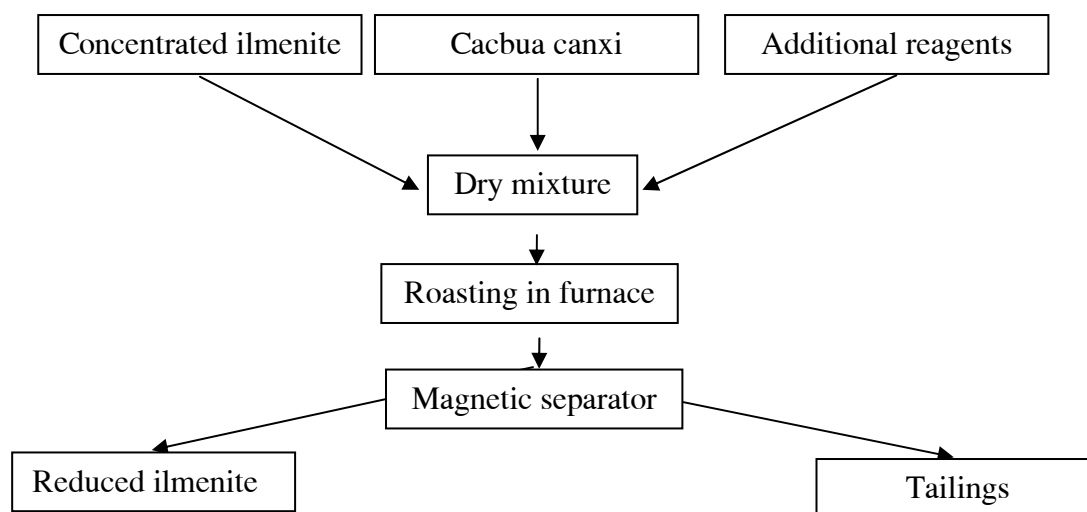 Concentrated ilmenite
Cacbua canxi
Additional reagents
Dry mixture
Roasting in furnace
Magnetic separator
Reduced ilmenite
Tailings